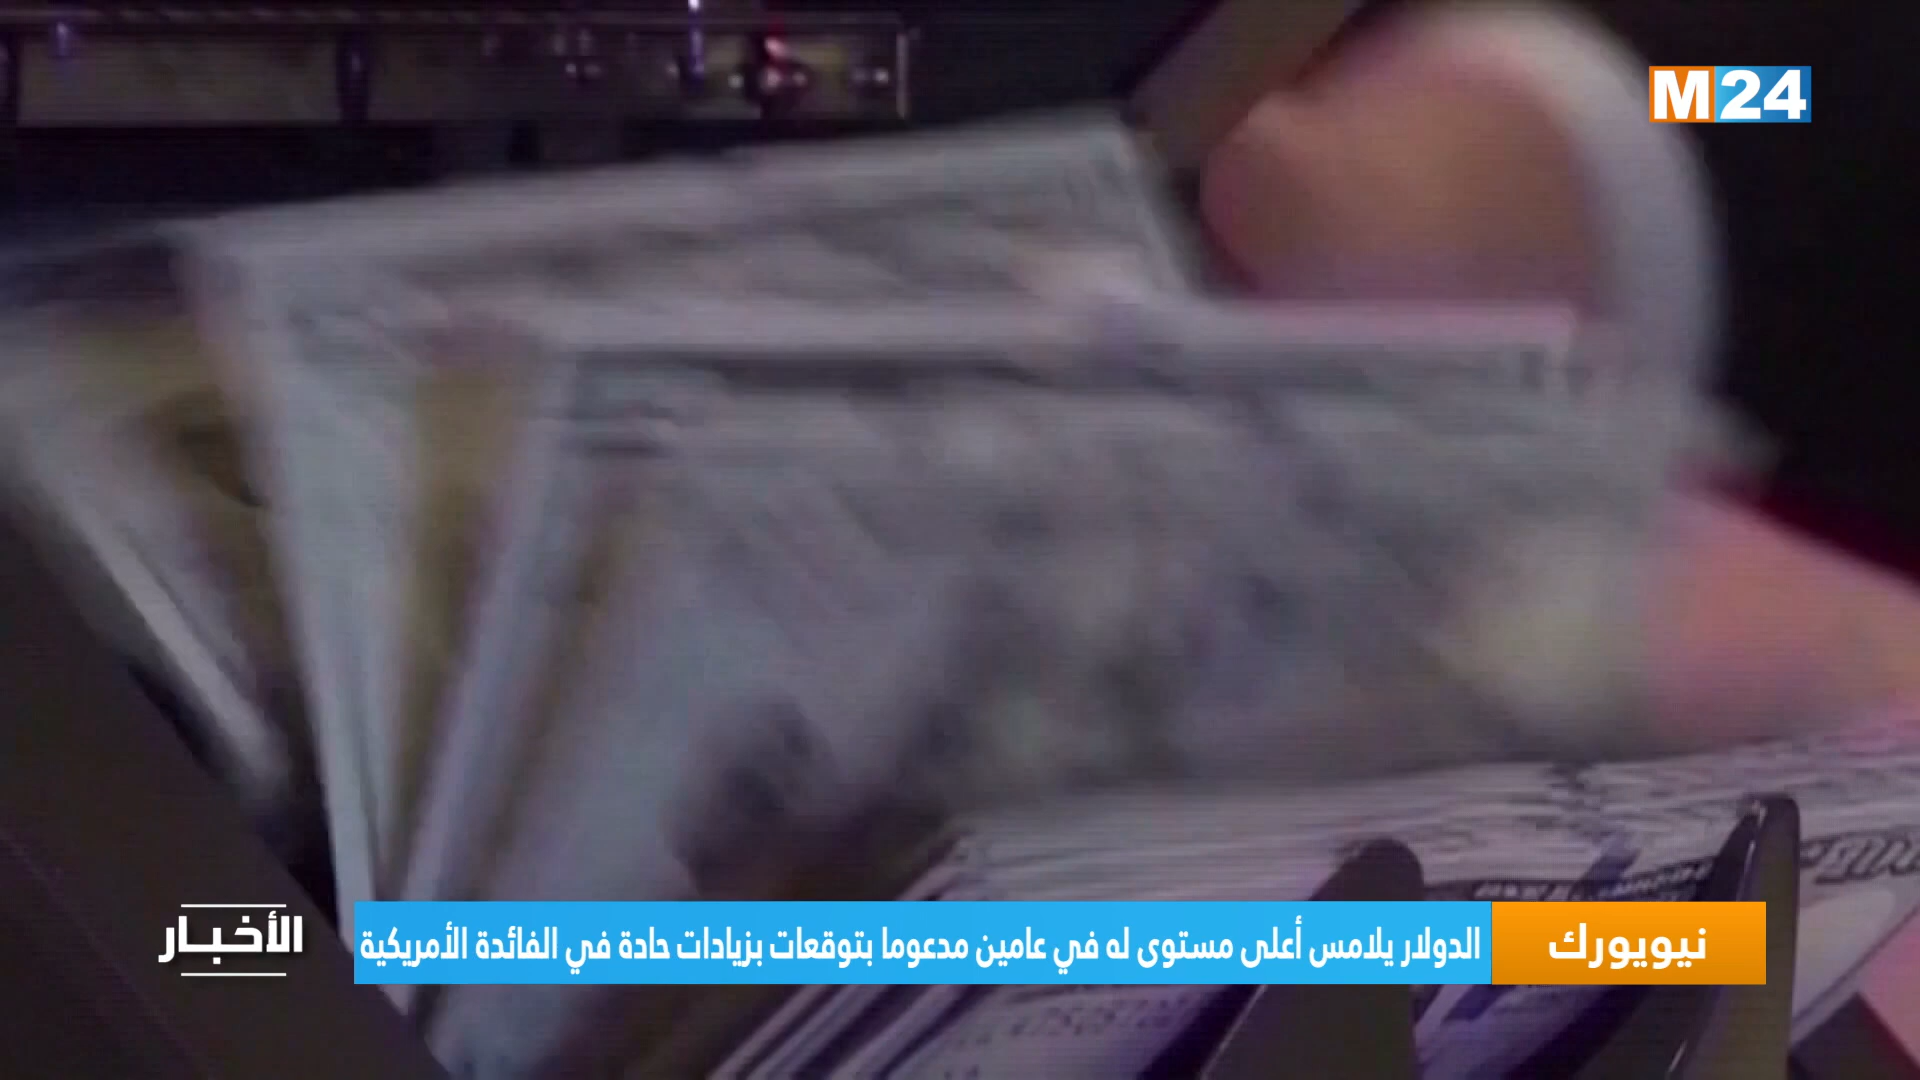 M24
نيويورك
الدولار يلامس أعلى مستوى له في عامين مدعوما بتوقعات بزيادات حادة في الفائدة الأمريكية
الأخبار